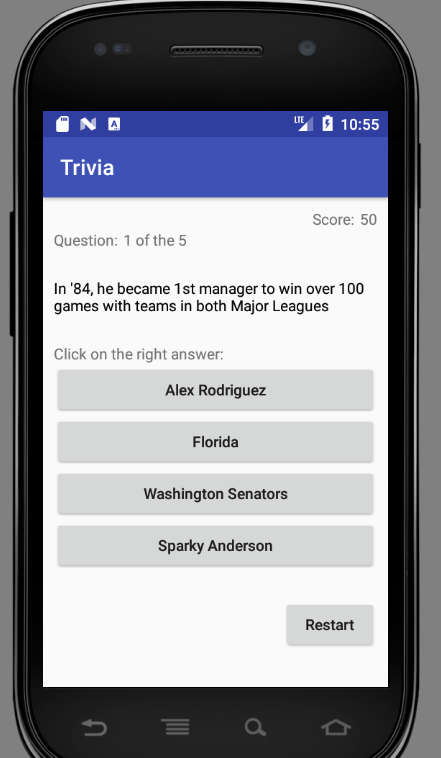 LTE 10:55
Trivia
Score: 50
Question: 1 of the 5
In '84, he became 1st manager to win over 100
games with teams in both Major Leagues
Click on the right answer:
Alex Rodriguez
Florida
Washington Senators
Sparky Anderson
Restart